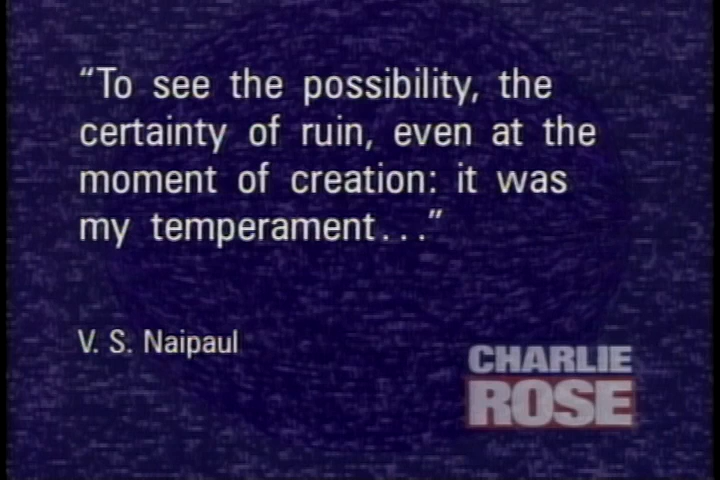 “To see the possibility, the
certainty of ruin, even at the
moment of creation: it was
my temperament...”
V. S. Naipaul
CHARLIE
ROSE